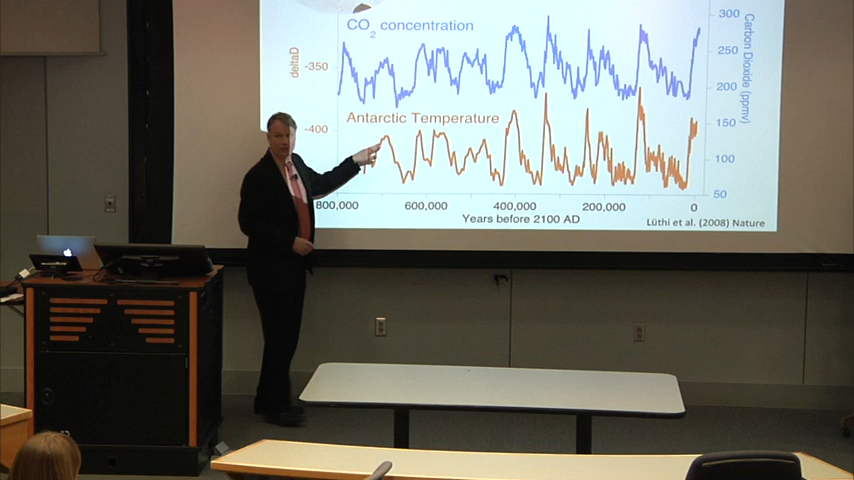 CO2 concentration
300
deltaD
-350
250
Carbon Dioxide (ppmv)
200
Antarctic Temperature
150
-400
100
50
800,000
600,000
400,000
200,000
0
Years before 2100 AD
Lüthi et al. (2008) Nature